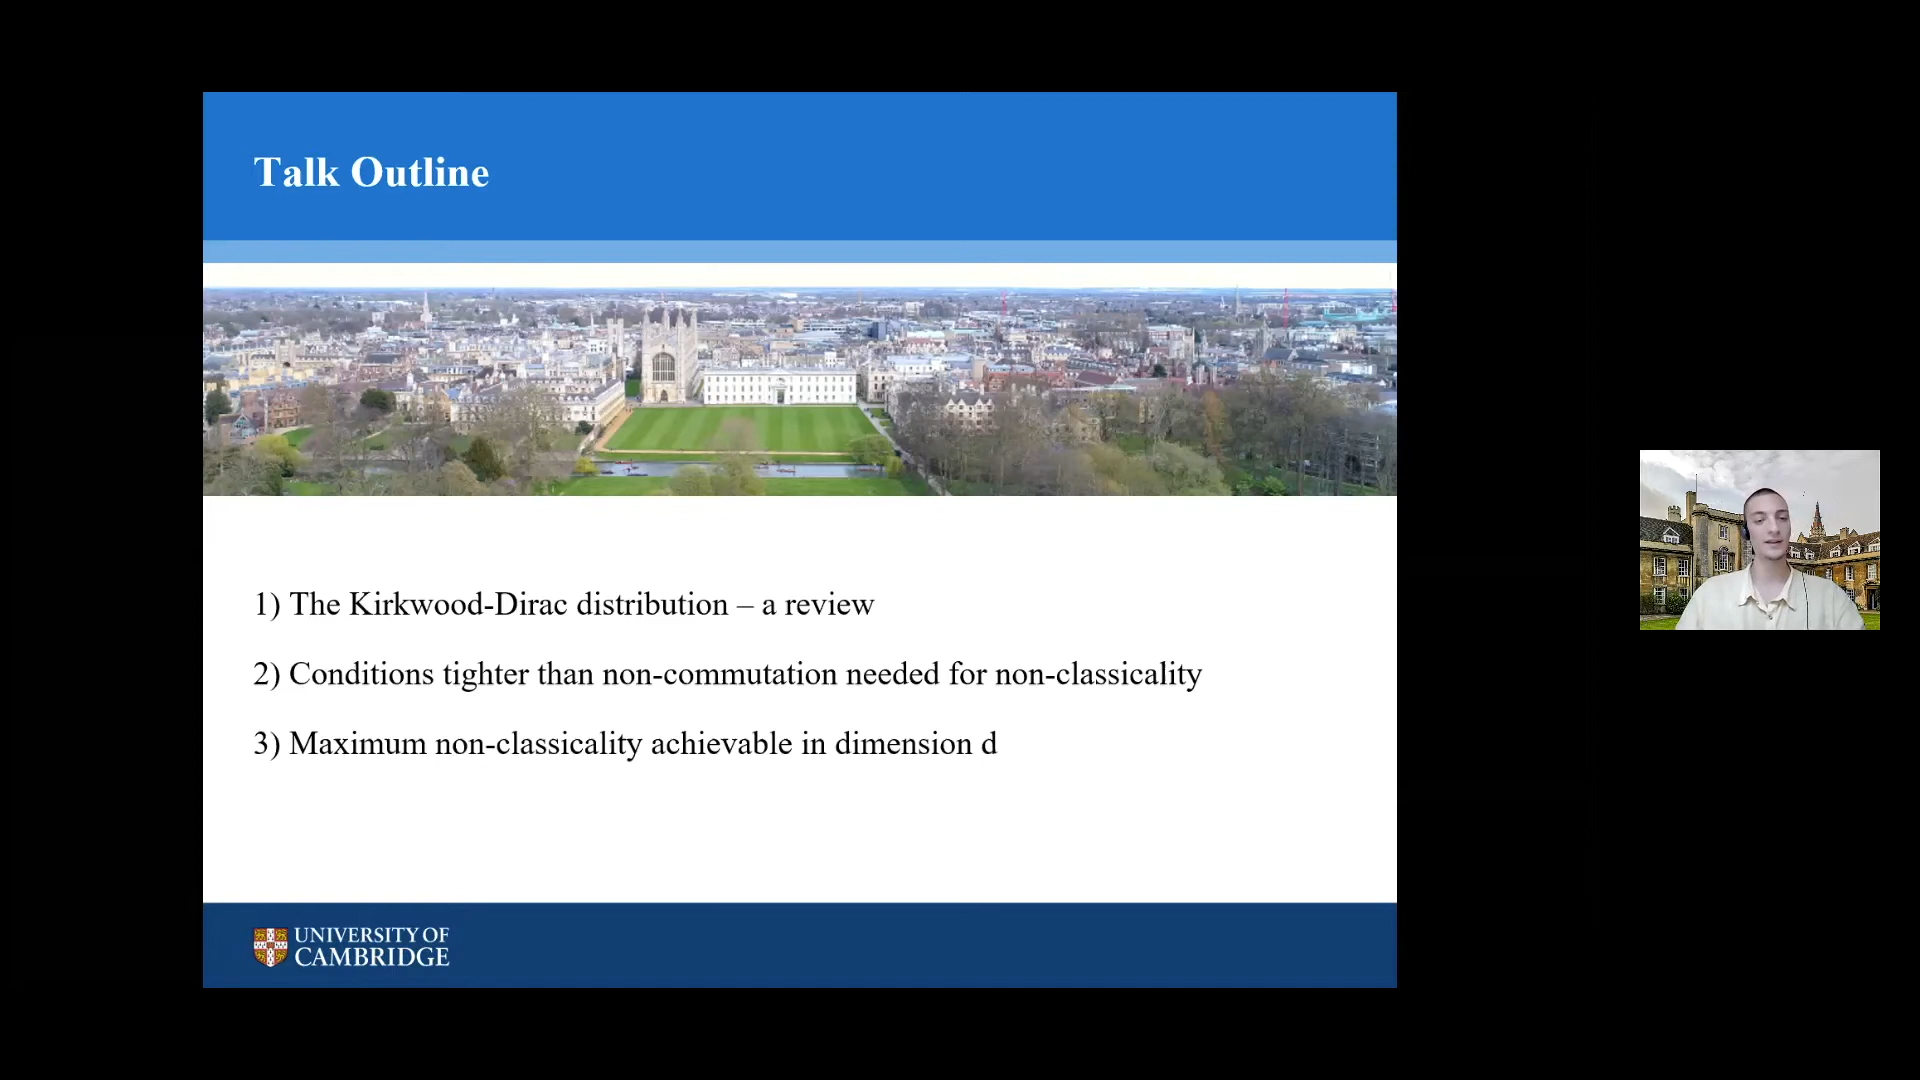 Talk Outline
1) The Kirkwood-Dirac distribution – a review
2) Conditions tighter than non-commutation needed for non-classicality
3) Maximum non-classicality achievable in dimension d
UNIVERSITY OF
CAMBRIDGE